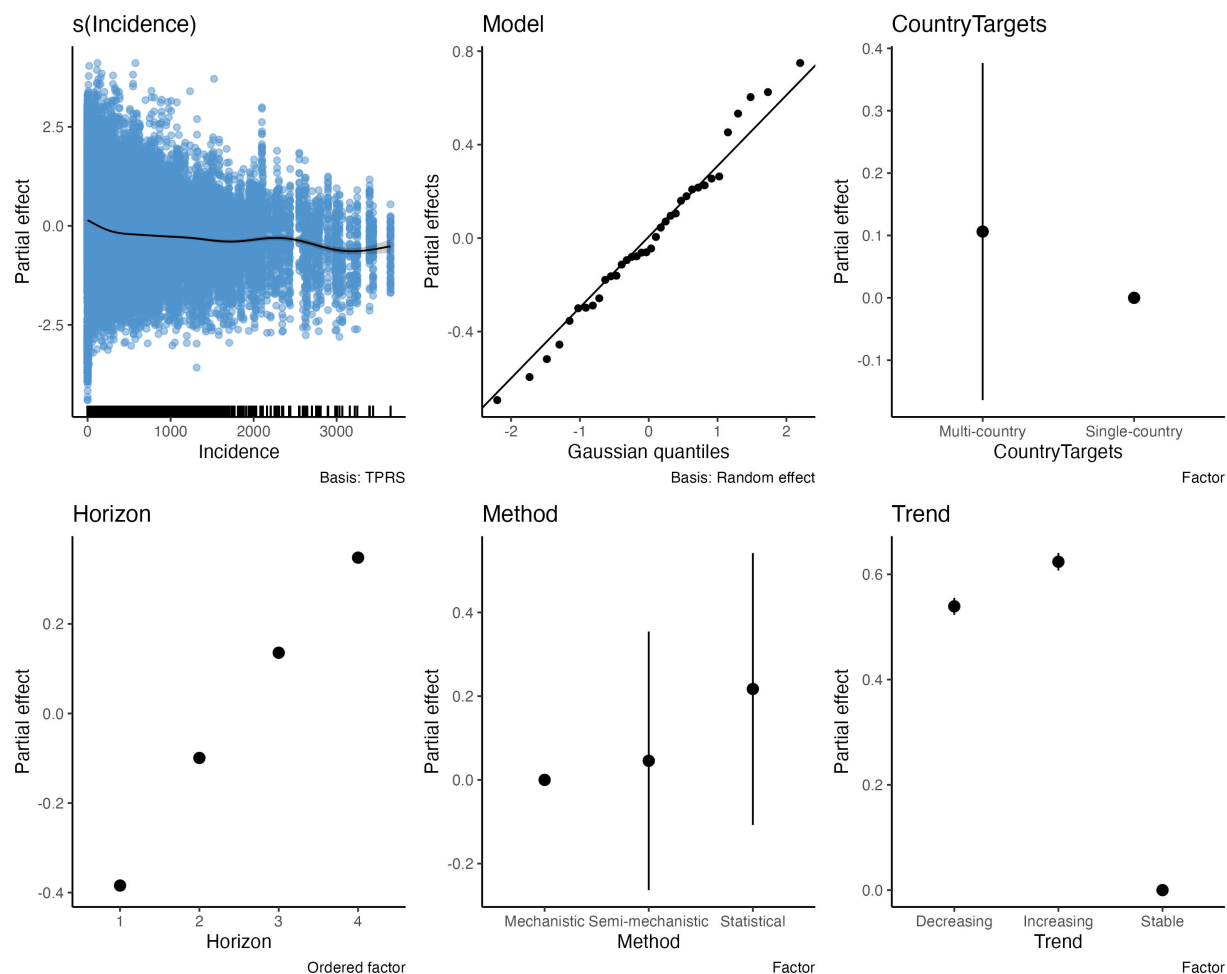 s(Incidence)
Partial effect
2.5
0.0
-2.5
0
1000
2000
3000
Incidence
Basis: TPRS
Model
Partial effects
0.8
0.4
0.0
-0.4
-2
-1
0
1
2
Gaussian quantiles
Basis: Random effect
CountryTargets
Partial effect
0.4
0.3
0.2
0.1
0.0
-0.1
Multi-country
Single-country
CountryTargets
Factor
Horizon
Partial effect
0.2
0.0
-0.2
-0.4
1
2
3
4
Horizon
Ordered factor
Method
Partial effect
0.4
0.2
0.0
-0.2
Mechanistic
Semi-mechanistic
Statistical
Method
Factor
Trend
Partial effect
0.6
0.4
0.2
0.0
Decreasing
Increasing
Stable
Trend
Factor